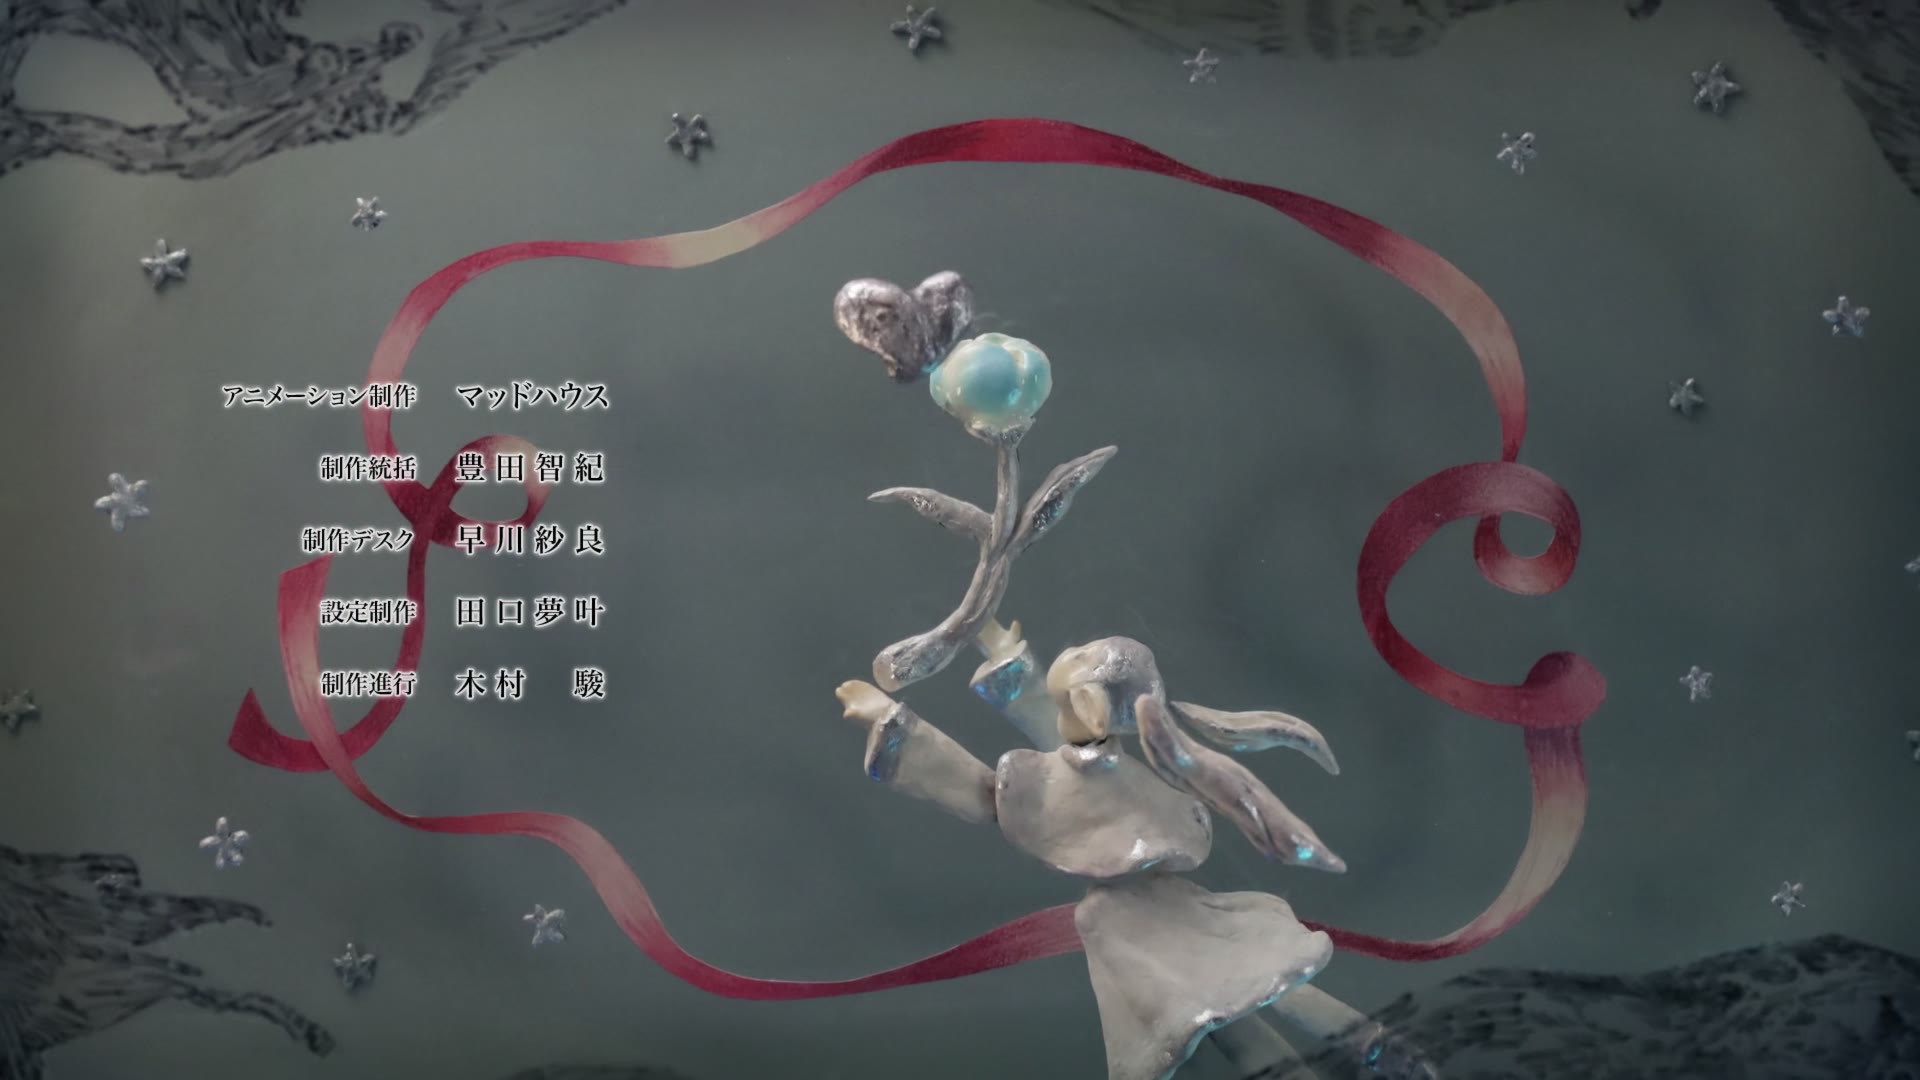 アニメーション制作 マッドハウス
制作統括 豊田智紀
制作デスク 早川紗良
設定制作 田口夢叶
制作進行 木村 駿